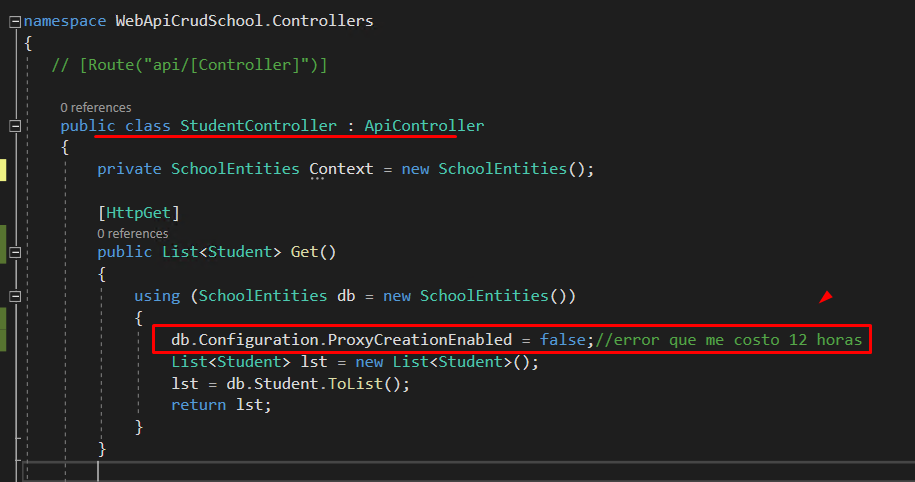 namespace WebApiCrudSchool.Controllers
{
// [Route("api/[Controller]")]
0 references
public class StudentController : ApiController
{
private SchoolEntities Context = new SchoolEntities();
[HttpGet]
0 references
public List<Student> Get()
{
using (SchoolEntities db = new SchoolEntities())
{
db.Configuration.ProxyCreationEnabled = false;//error que me costo 12 horas
List<Student> lst = new List<Student>();
lst = db.Student.ToList();
return lst;
}
}